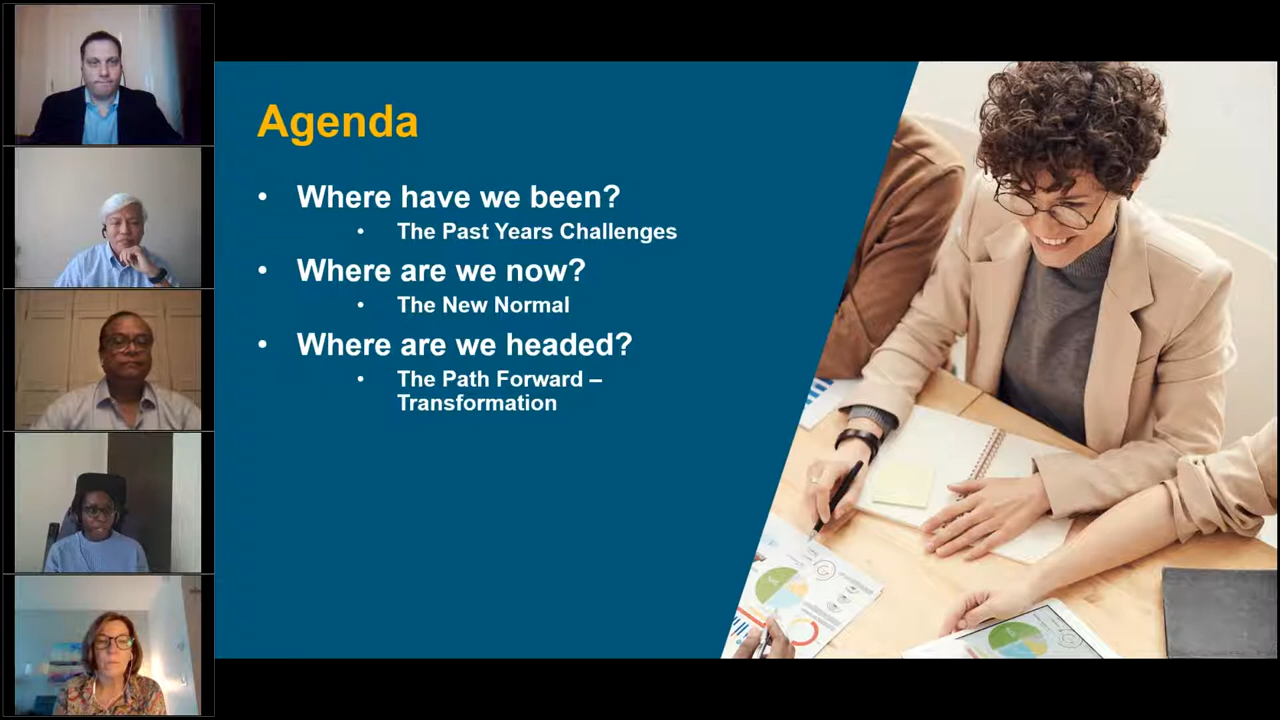 Agenda
• Where have we been?
• The Past Years Challenges
• Where are we now?
• The New Normal
• Where are we headed?
• The Path Forward –
Transformation